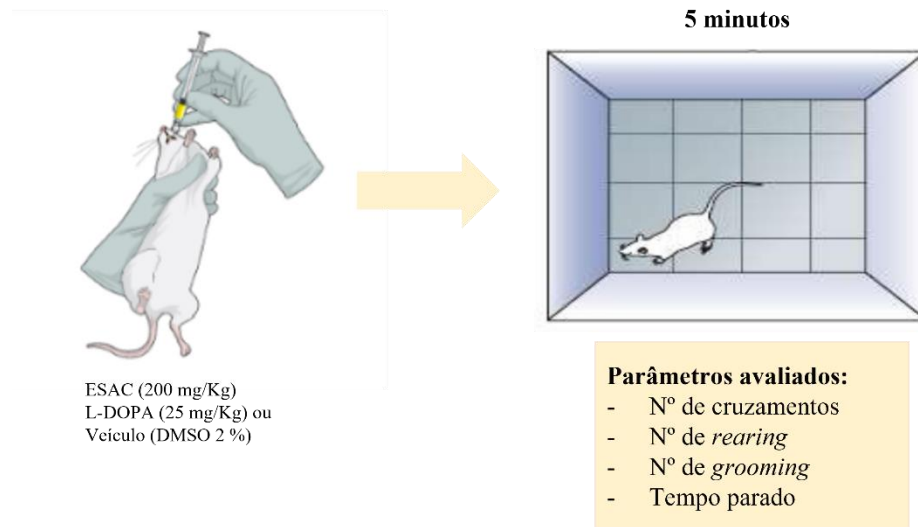 5 minutos
ESAC (200 mg/Kg)
L-DOPA (25 mg/Kg) ou
Veículo (DMSO 2 %)
Parâmetros avaliados:
- Nº de cruzamentos
- Nº de rearing
- Nº de grooming
- Tempo parado